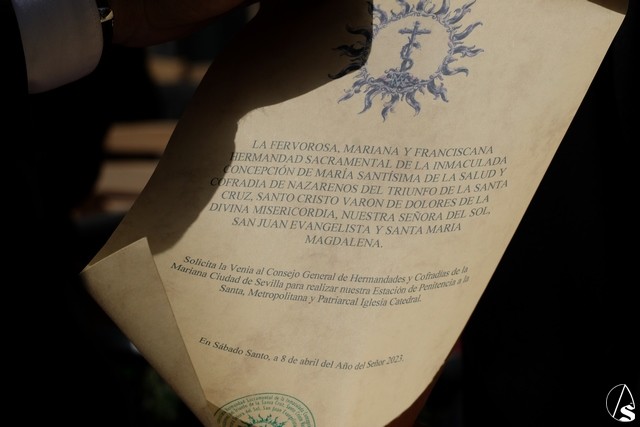 LA FERVOROSA, MARIANA Y FRANCISCANA
HERMANDAD SACRAMENTAL DE LA INMACULADA
CONCEPCIÓN DE MARÍA SANTÍSIMA DE LA SALUD Y
COFRADIA DE NAZARENOS DEL TRIUNFO DE LA SANTA
CRUZ, SANTO CRISTO VARON DE DOLORES DE LA
DIVINA MISERICORDIA, NUESTRA SEÑORA DEL SOL,
SAN JUAN EVANGELISTA Y SANTA MARIA
MAGDALENA.
Solicita la Venia al Consejo General de Hermandades y Cofradías de la
Mariana Ciudad de Sevilla para realizar nuestra Estación de Penitencia a la
Santa, Metropolitana y Patriarcal Iglesia Catedral.
En Sábado Santo, a 8 de abril del Año del Señor 2023.